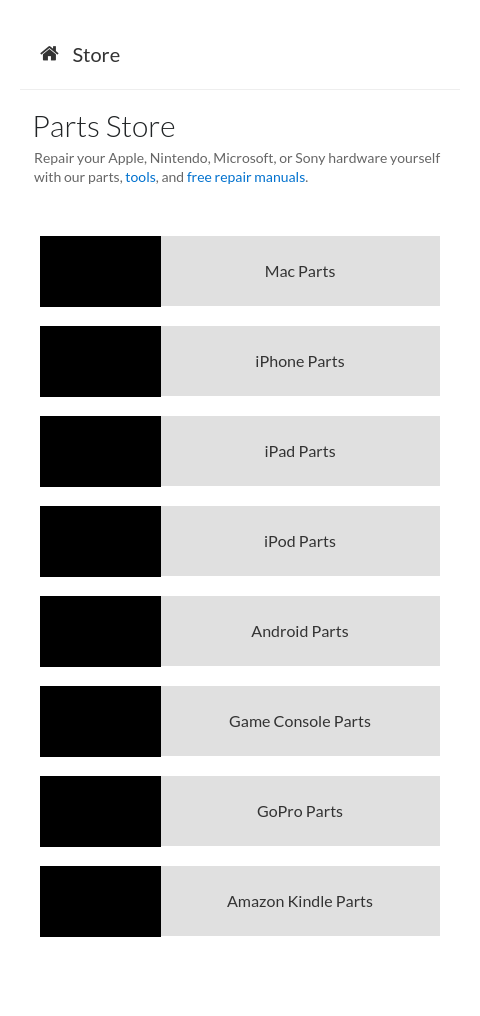 Store
Parts Store
Repair your Apple, Nintendo, Microsoft, or Sony hardware yourself
with our parts, tools, and free repair manuals.
Mac Parts
iPhone Parts
iPad Parts
iPod Parts
Android Parts
Game Console Parts
GoPro Parts
Amazon Kindle Parts